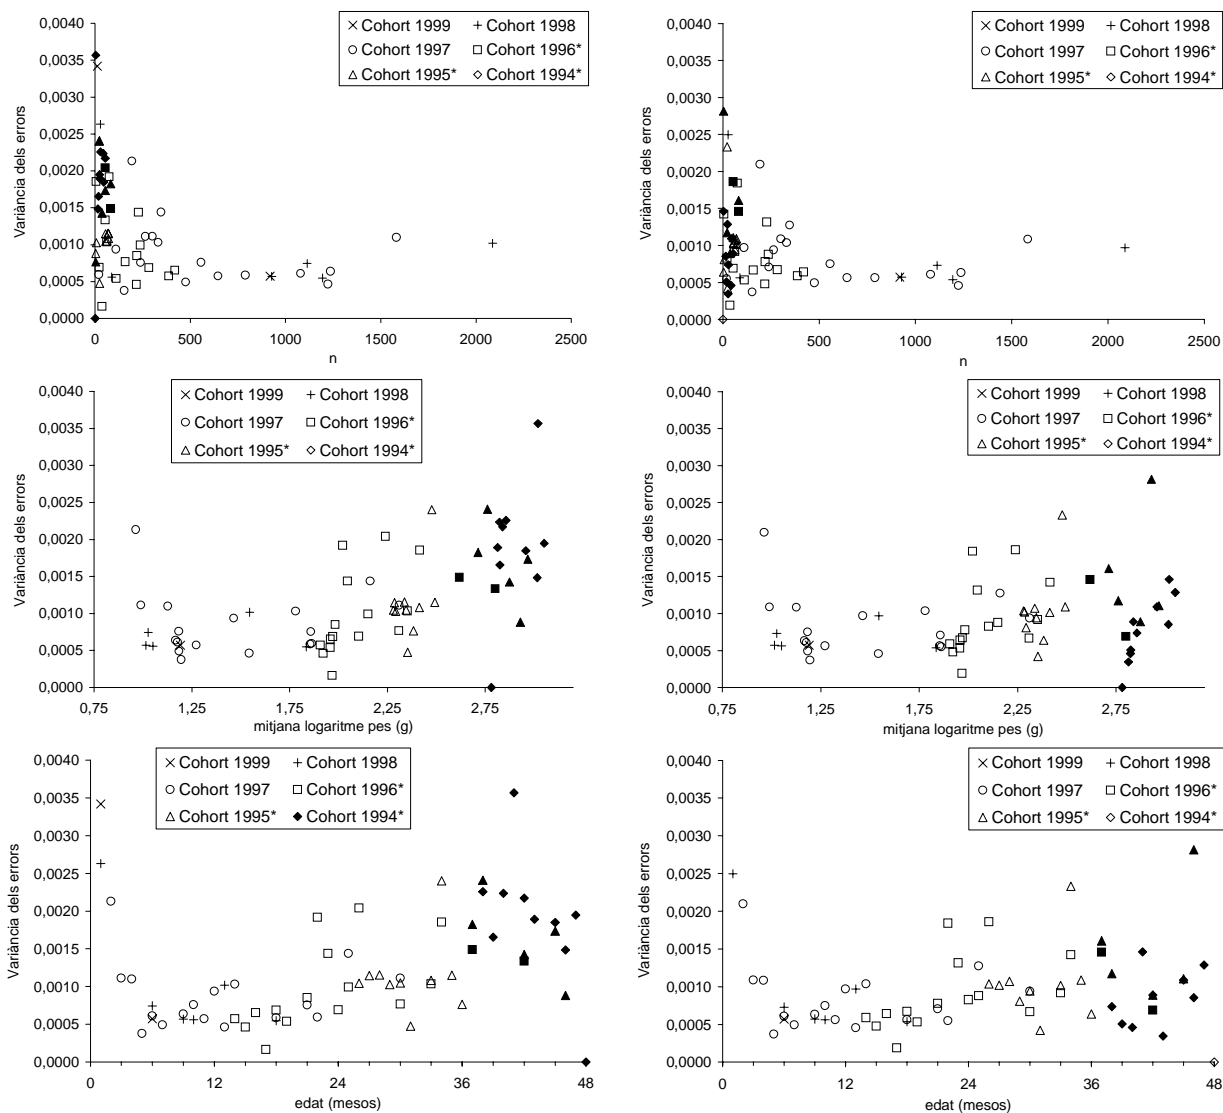 0,0040
0,0035
0,0030
0,0025
0,0020
0,0015
0,0010
0,0005
0,0000
Variància dels errors
0 500 1000 1500 2000 2500
n
Cohort 1999 Cohort 1998
Cohort 1997 Cohort 1996*
Cohort 1995* Cohort 1994*
0,0040
0,0035
0,0030
0,0025
0,0020
0,0015
0,0010
0,0005
0,0000
Variància dels errors
0 500 1000 1500 2000 2500
n
Cohort 1999 Cohort 1998
Cohort 1997 Cohort 1996*
Cohort 1995* Cohort 1994*
0,0040
0,0035
0,0030
0,0025
0,0020
0,0015
0,0010
0,0005
0,0000
Variància dels errors
0,75 1,25 1,75 2,25 2,75
mitjana logaritme pes (g)
Cohort 1999 Cohort 1998
Cohort 1997 Cohort 1996*
Cohort 1995* Cohort 1994*
0,0040
0,0035
0,0030
0,0025
0,0020
0,0015
0,0010
0,0005
0,0000
Variància dels errors
0,75 1,25 1,75 2,25 2,75
mitjana logaritme pes (g)
Cohort 1999 Cohort 1998
Cohort 1997 Cohort 1996*
Cohort 1995* Cohort 1994*
0,0040
0,0035
0,0030
0,0025
0,0020
0,0015
0,0010
0,0005
0,0000
Variància dels errors
0 12 24 36 48
edat (mesos)
Cohort 1999 Cohort 1998
Cohort 1997 Cohort 1996*
Cohort 1995* Cohort 1994*
0,0040
0,0035
0,0030
0,0025
0,0020
0,0015
0,0010
0,0005
0,0000
Variància dels errors
0 12 24 36 48
edat (mesos)
Cohort 1999 Cohort 1998
Cohort 1997 Cohort 1996*
Cohort 1995* Cohort 1994*